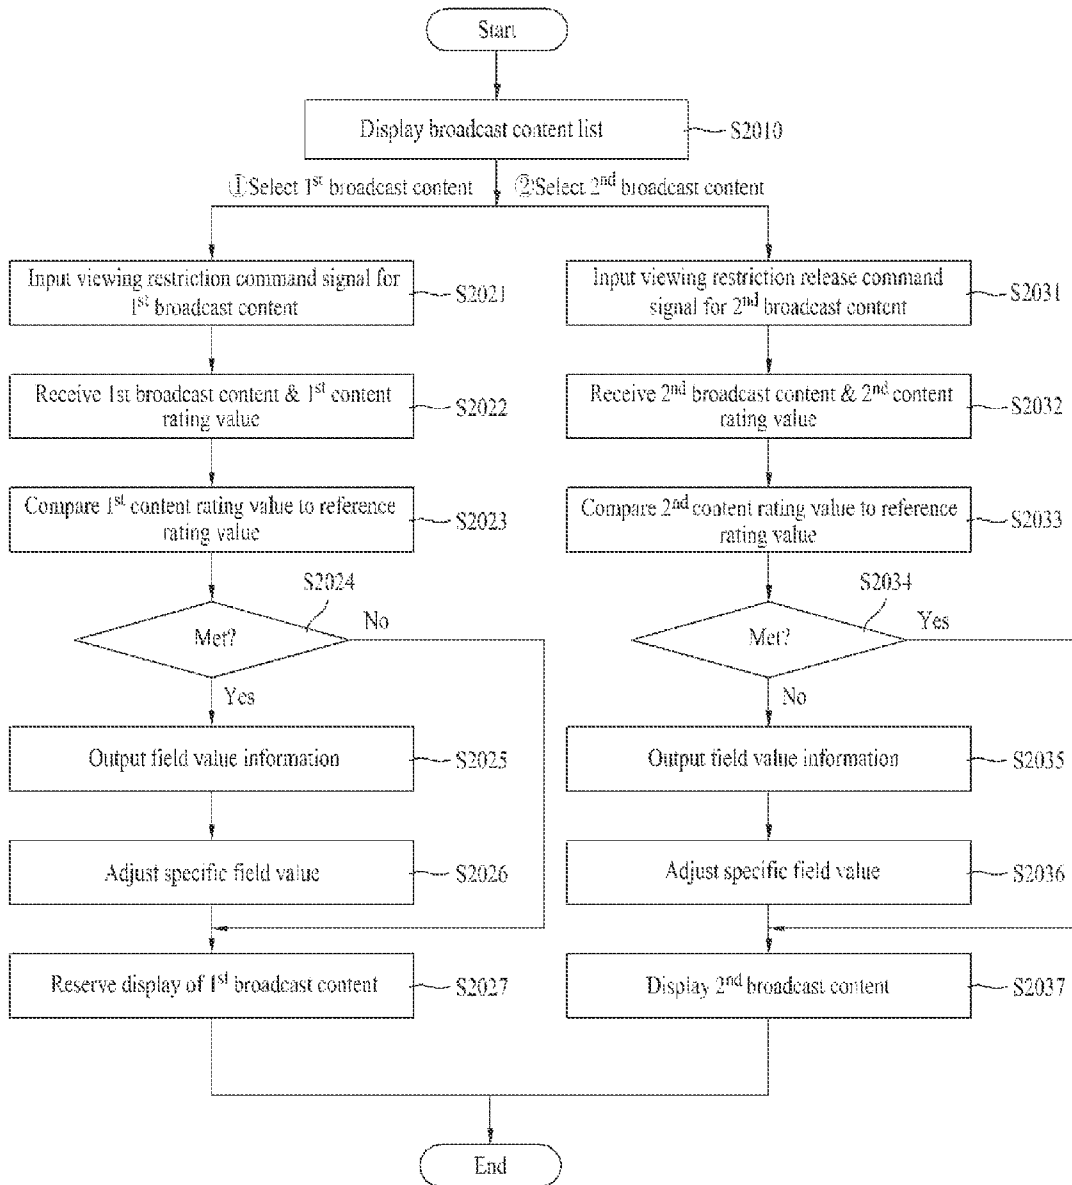 Start
Display broadcast content list
S2010
①Select 1st broadcast content
②Select 2nd broadcast content
Input viewing restriction command signal for
1st broadcast content
S2021
Receive 1st broadcast content & 1st content
rating value
S2022
Compare 1st content rating value to reference
rating value
S2023
S2024
Met?
No
Yes
Output field value information
S2025
Adjust specific field value
S2026
Reserve display of 1st broadcast content
S2027
Input viewing restriction release command
signal for 2nd broadcast content
S2031
Receive 2nd broadcast content & 2nd content
rating value
S2032
Compare 2nd content rating value to reference
rating value
S2033
S2034
Met?
Yes
No
Output field value information
S2035
Adjust specific field value
S2036
Display 2nd broadcast content
S2037
End